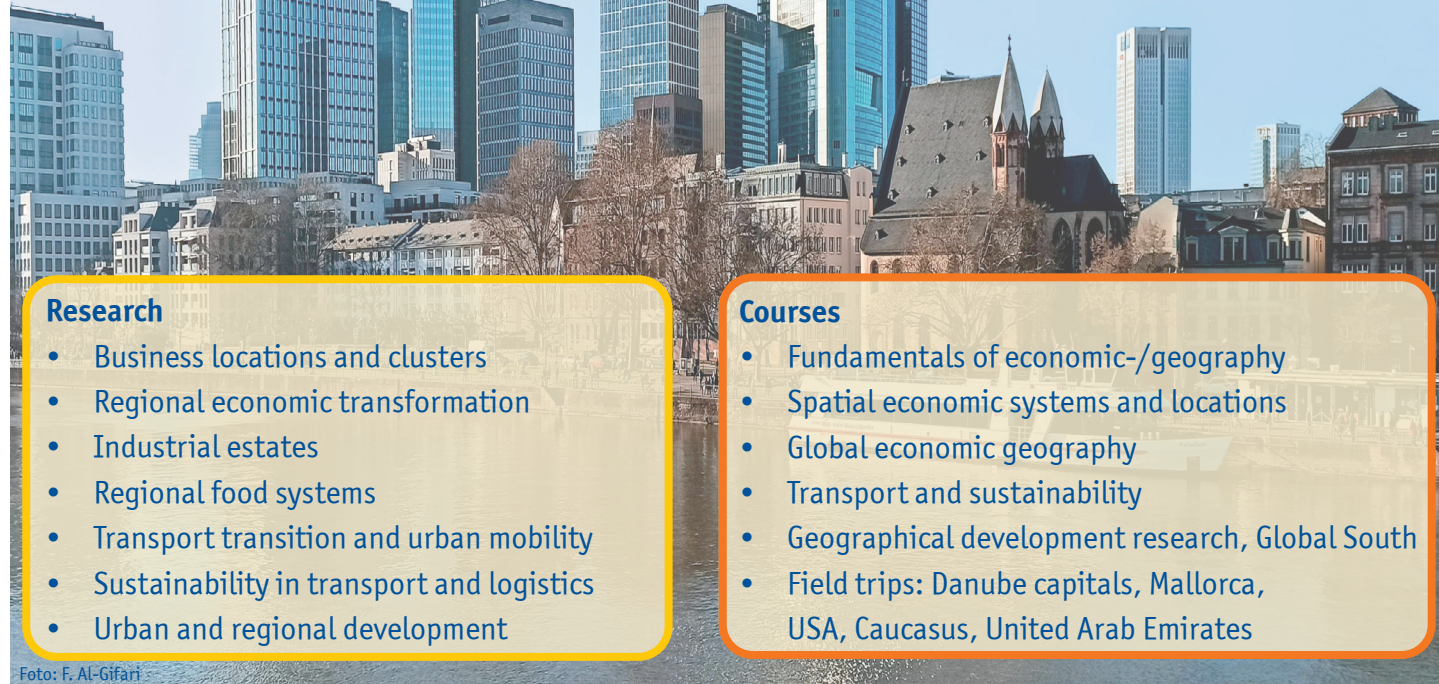 Research
• Business locations and clusters
• Regional economic transformation
• Industrial estates
• Regional food systems
• Transport transition and urban mobility
• Sustainability in transport and logistics
• Urban and regional development
Courses
• Fundamentals of economic-/geography
• Spatial economic systems and locations
• Global economic geography
• Transport and sustainability
• Geographical development research, Global South
• Field trips: Danube capitals, Mallorca,
USA, Caucasus, United Arab Emirates
Foto: F. Al-Gifari